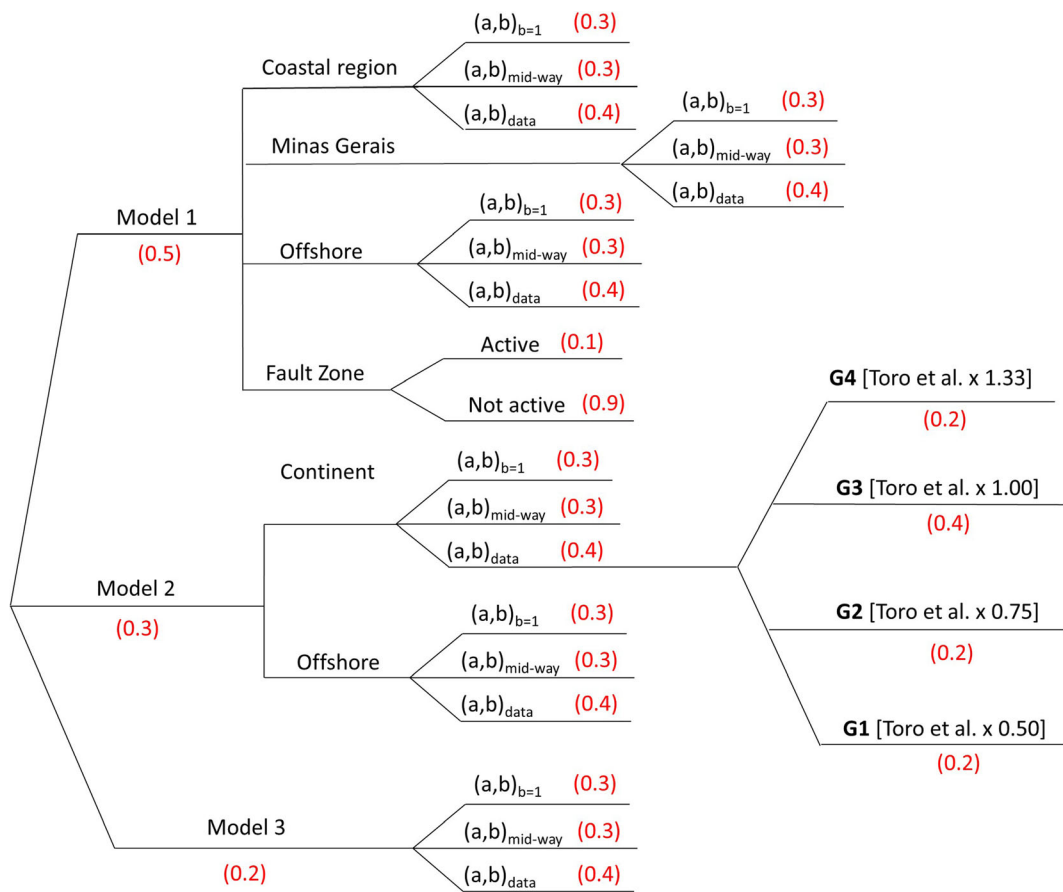 (a,b)b=1 (0.3)
Coastal region (a,b)mid-way (0.3)
(a,b)data (0.4)
(a,b)b=1 (0.3)
Minas Gerais (a,b)mid-way (0.3)
(a,b)data (0.4)
Model 1
(0.5)
(a,b)b=1 (0.3)
Offshore (a,b)mid-way (0.3)
(a,b)data (0.4)
Active (0.1)
Fault Zone
Not active (0.9)
Continent (a,b)b=1 (0.3)
(a,b)mid-way (0.3)
(a,b)data (0.4)
Model 2
(0.3)
(a,b)b=1 (0.3)
Offshore (a,b)mid-way (0.3)
(a,b)data (0.4)
G4 [Toro et al. x 1.33]
(0.2)
G3 [Toro et al. x 1.00]
(0.4)
G2 [Toro et al. x 0.75]
(0.2)
G1 [Toro et al. x 0.50]
(0.2)
(a,b)b=1 (0.3)
Model 3 (a,b)mid-way (0.3)
(0.2) (a,b)data (0.4)